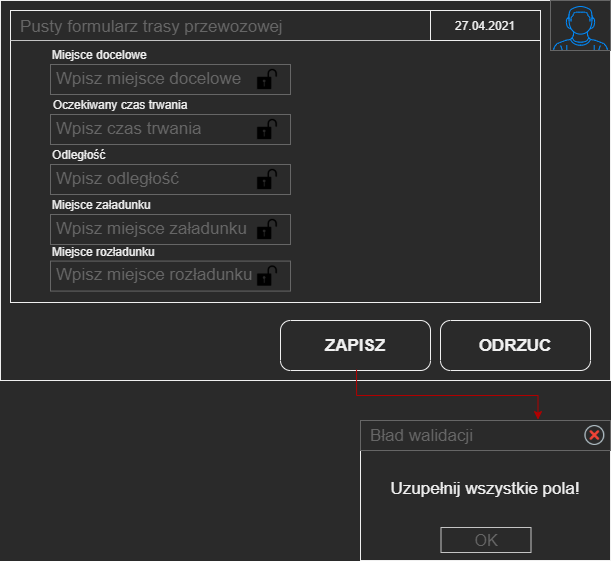 Pusty formularz trasy przewozowej
27.04.2021
Miejsce docelowe
Wpisz miejsce docelowe
Oczekiwany czas trwania
Wpisz czas trwania
Odległość
Wpisz odległość
Miejsce załadunku
Wpisz miejsce załadunku
Miejsce rozładunku
Wpisz miejsce rozładunku
ZAPISZ
ODRZUC
Bład walidacji
Uzupełnij wszystkie pola!
OK